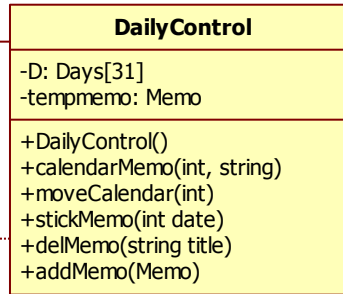 DailyControl
-D: Days[31]
-tempmemo: Memo
+DailyControl()
+calendarMemo(int, string)
+moveCalendar(int)
+stickMemo(int date)
+delMemo(string title)
+addMemo(Memo)